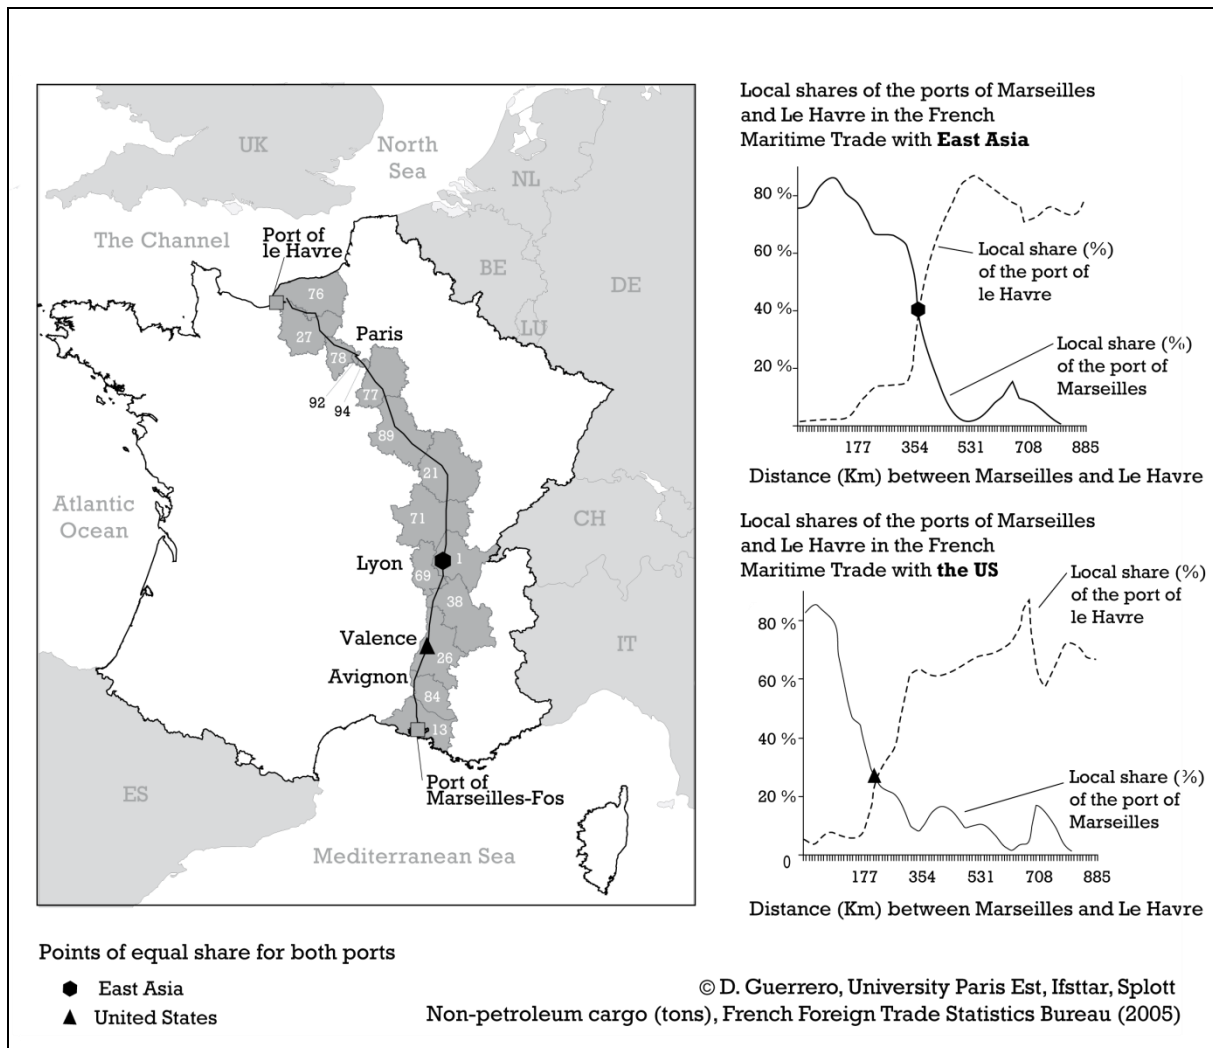 UK
North
Sea
NL
The Channel
Port of
le Havre
BE
DE
LU
76
27
Paris
78
92
94
77
89
21
Atlantic
Ocean
71
CH
Lyon
1
69
38
Valence
26
IT
Avignon
84
13
Port of
Marseilles-Fos
ES
Mediterranean Sea
Points of equal share for both ports
East Asia
United States
Local shares of the ports of Marseilles
and Le Havre in the French
Maritime Trade with East Asia
80 %
60 %
40 %
20 %
Local share (%)
of the port of
le Havre
Local share (%)
of the port of
Marseilles
177 354 531 708 885
Distance (Km) between Marseilles and Le Havre
Local shares of the ports of Marseilles
and Le Havre in the French
Maritime Trade with the US
Local share (%)
of the port of
le Havre
80 %
60 %
40 %
20 %
0
Local share (%)
of the port of
Marseilles
177 354 531 708 885
Distance (Km) between Marseilles and Le Havre
© D. Guerrero, University Paris Est, Ifsttar, Splott
Non-petroleum cargo (tons), French Foreign Trade Statistics Bureau (2005)